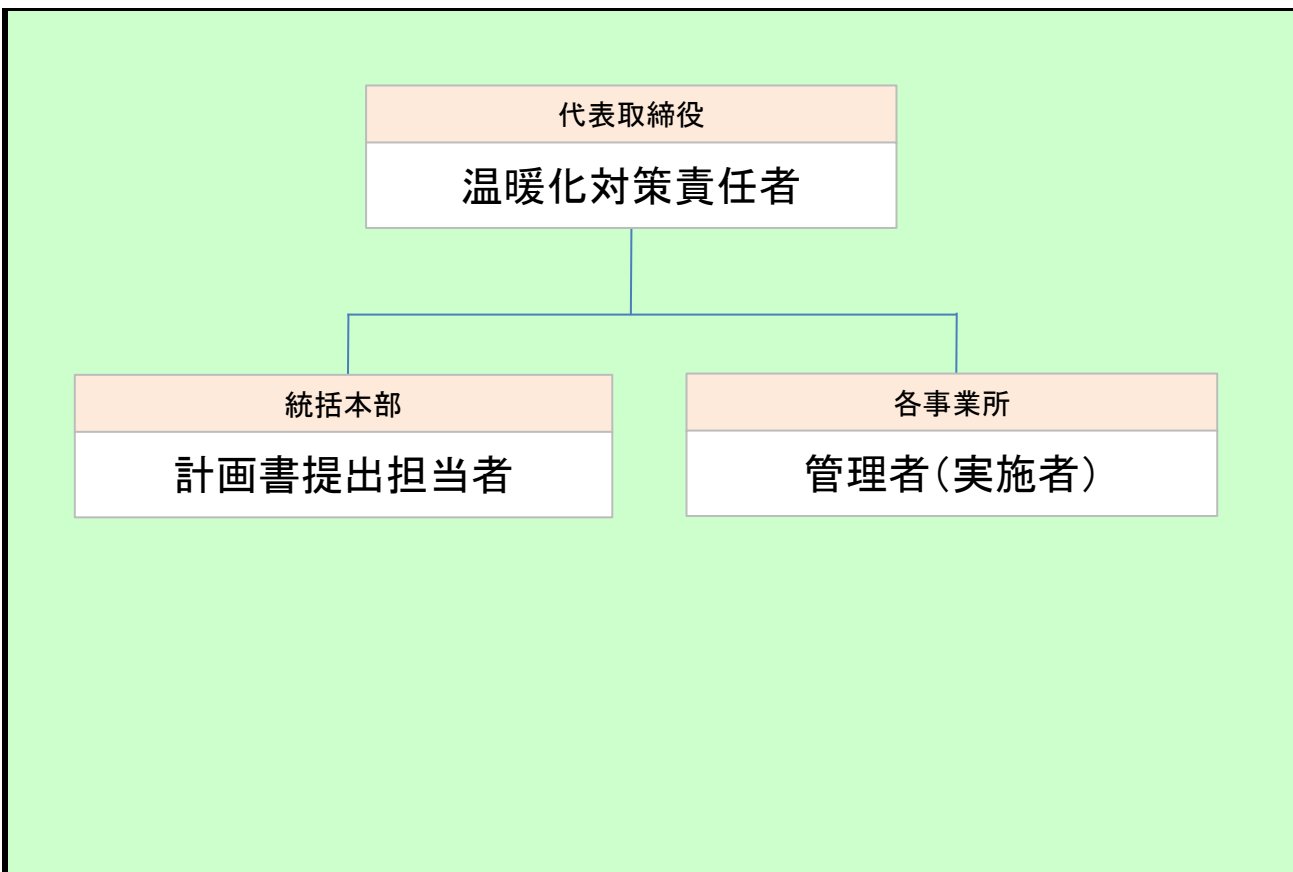 代表取締役
温暖化対策責任者
統括本部
計画書提出担当者
各事業所
管理者（実施者）